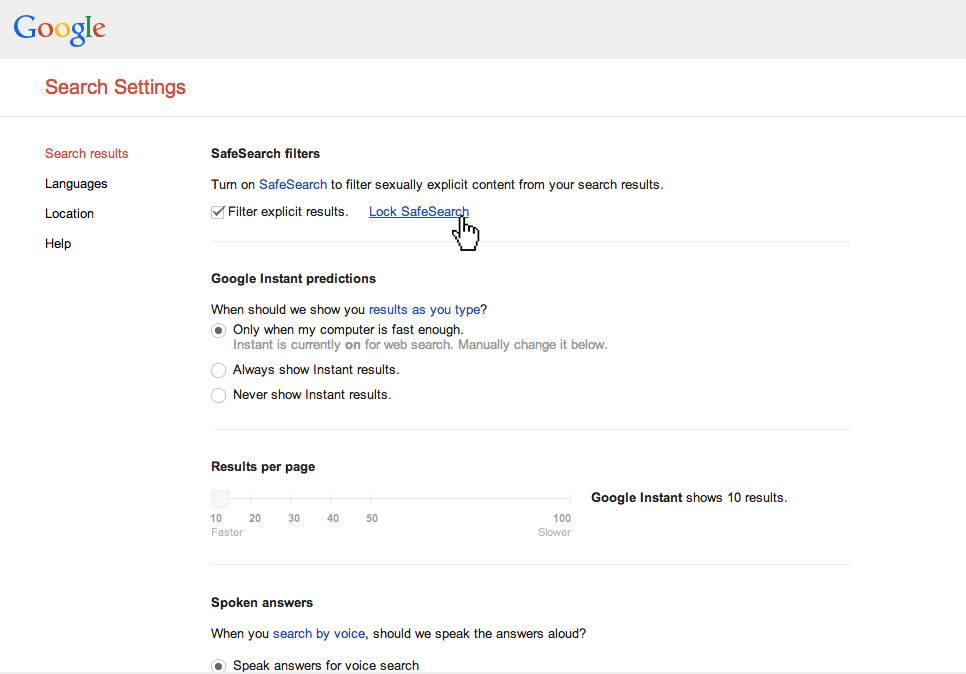 Google
Search Settings
Search results
Languages
Location
Help
SafeSearch filters
Turn on SafeSearch to filter sexually explicit content from your search results.
Filter explicit results. Lock SafeSearch
Google Instant predictions
When should we show you results as you type?
Only when my computer is fast enough.
Instant is currently on for web search. Manually change it below.
Always show Instant results.
Never show Instant results.
Results per page
10 20 30 40 50 100
Faster Slower
Google Instant shows 10 results.
Spoken answers
When you search by voice, should we speak the answers aloud?
Speak answers for voice search